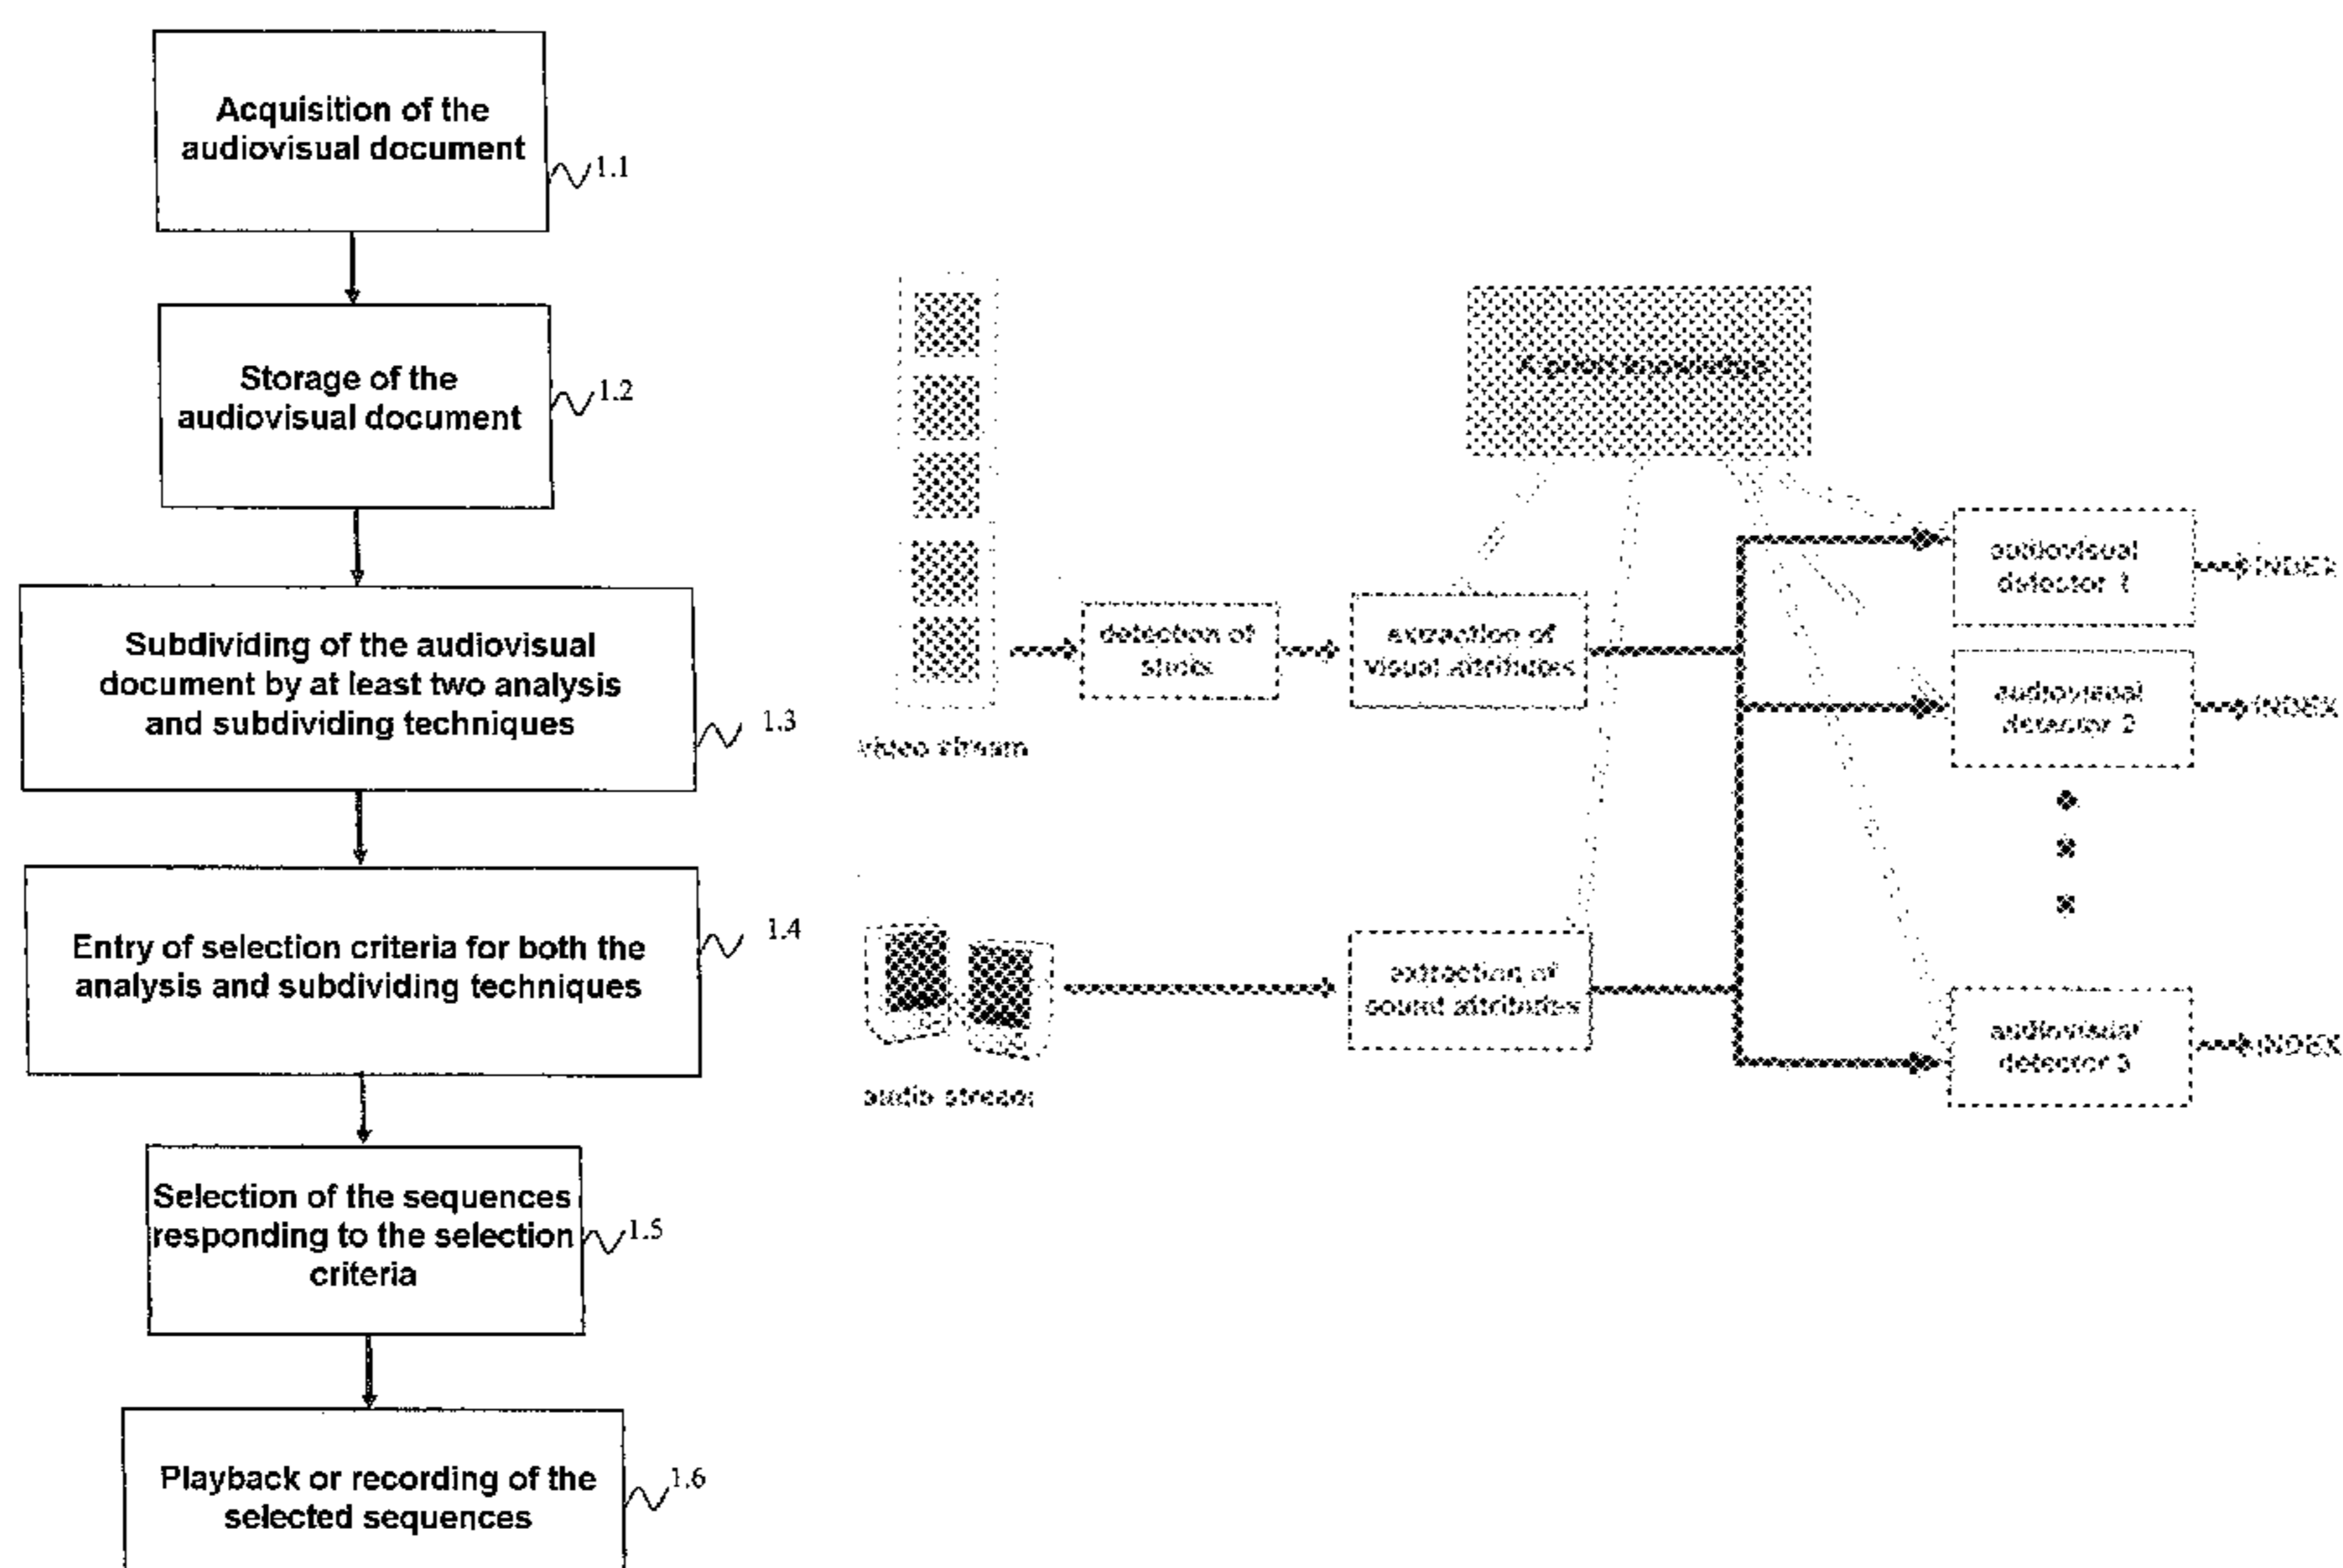 Acquisition of the
audiovisual document
1.1
Storage of the
audiovisual document
1.2
Subdividing of the audiovisual
document by at least two analysis
and subdividing techniques
1.3
Entry of selection criteria for both the
analysis and subdividing techniques
1.4
Selection of the sequences
responding to the selection
criteria
1.5
Playback or recording of the
selected sequences
1.6
video stream
detection of
extraction of
visual attributes
audiovisual
detector 1
INDEX
audiovisual
detector 2
INDEX
audio stream
extraction of
sound attributes
audiovisual
detector
INDEX